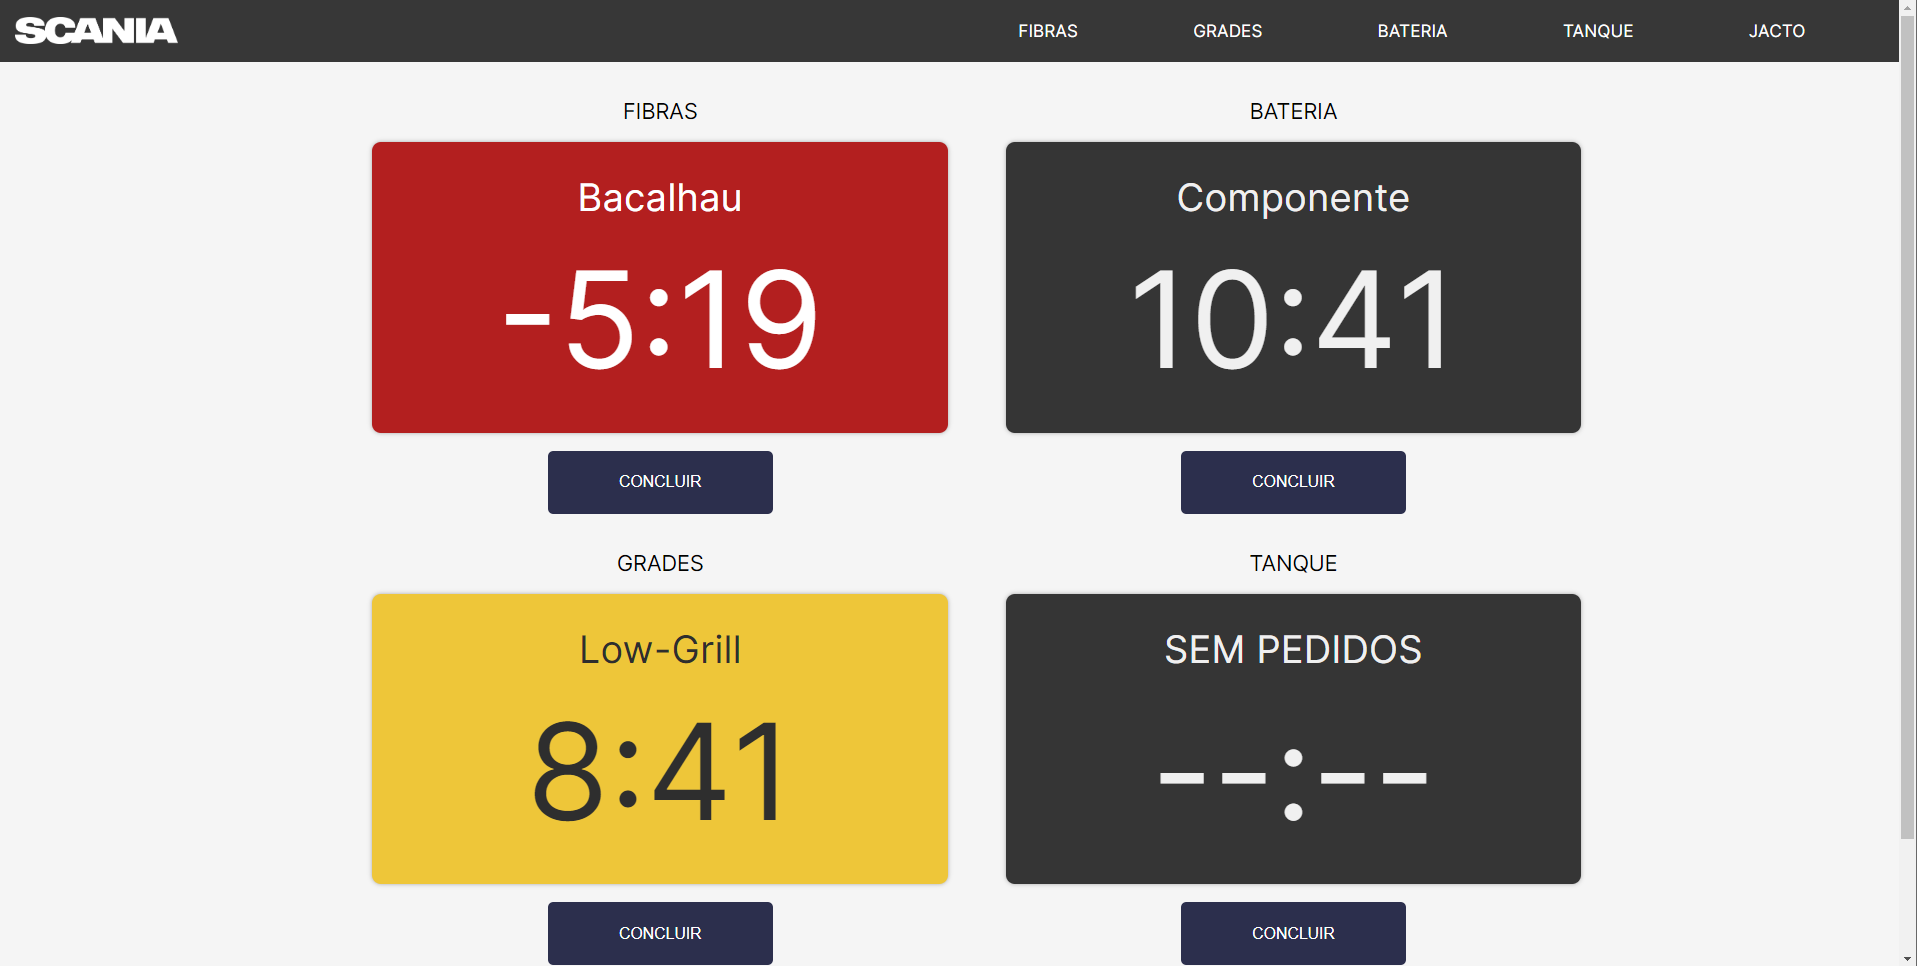 SCANIA
FIBRAS GRADES BATERIA TANQUE JACTO
FIBRAS
Bacalhau
-5:19
CONCLUIR
BATERIA
Componente
10:41
CONCLUIR
GRADES
Low-Grill
8:41
CONCLUIR
TANQUE
SEM PEDIDOS
--:--
CONCLUIR